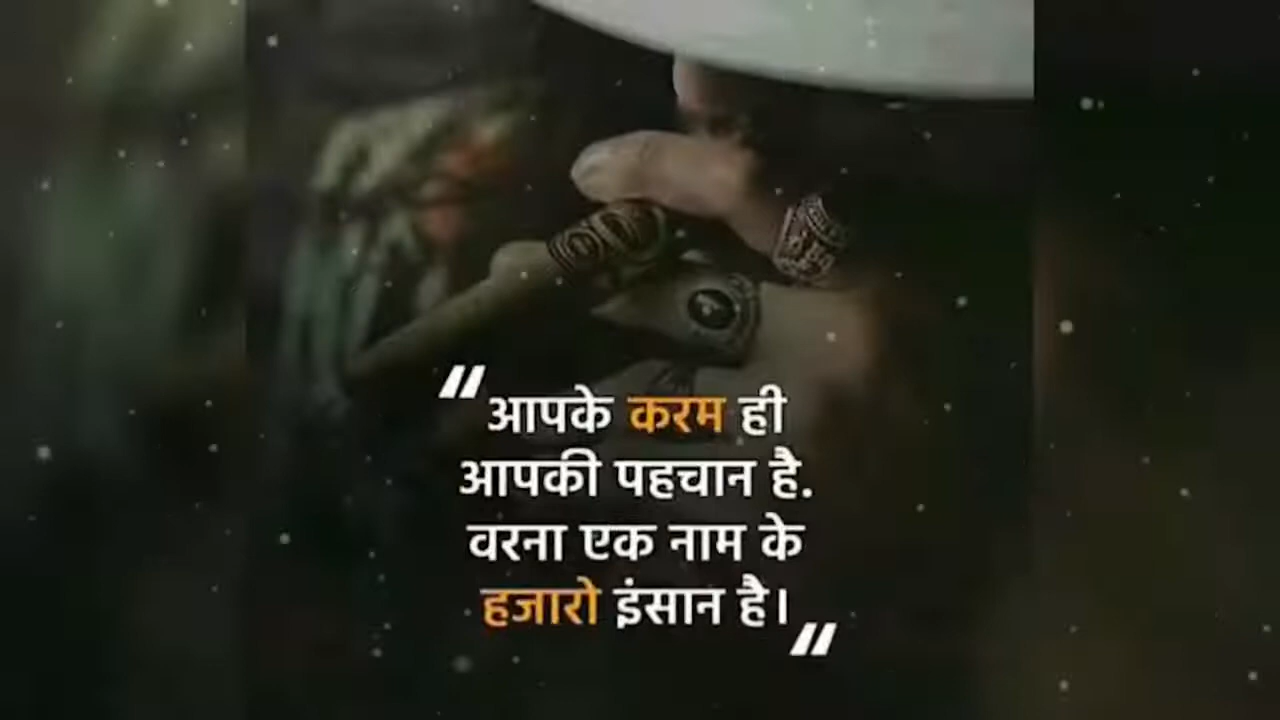 "आपके करम ही
आपकी पहचान है.
वरना एक नाम के
हजारो इंसान है।"